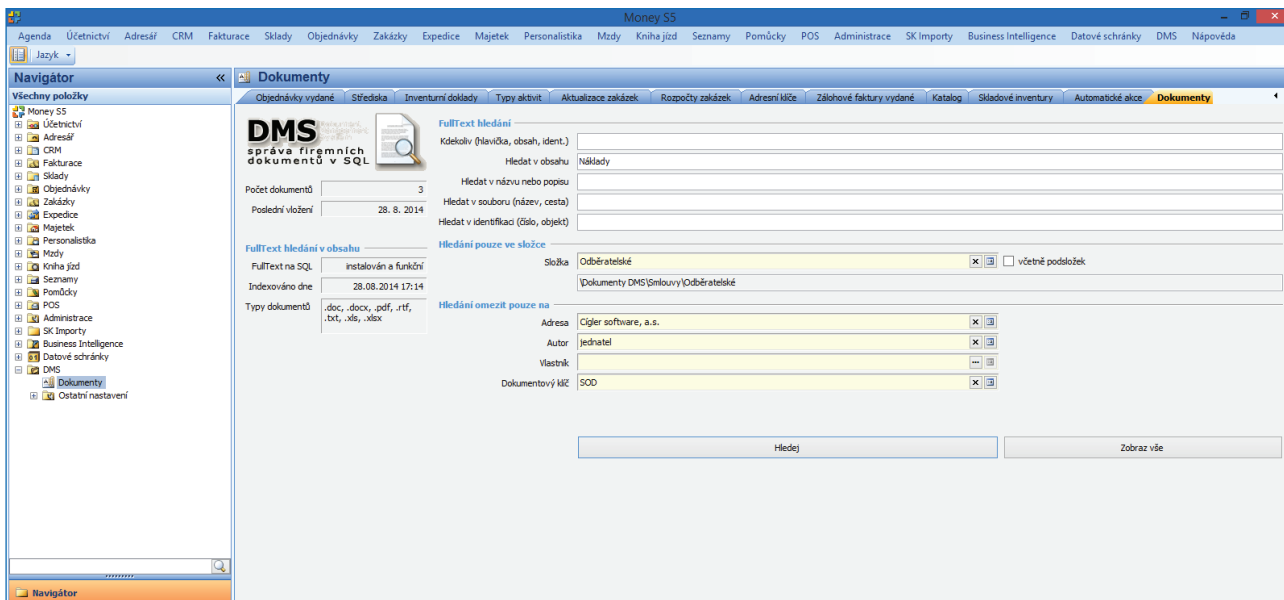 Money S5
Agenda Účetnictví Adresář CRM Fakturace Sklady Objednávky Zakázky Expedice Majetek Personalistika Mzdy Kniha jízd Seznamy Pomůcky POS Administrace SK Importy Business Intelligence Datové schránky DMS Nápověda
Jazyk
Navigátor
Všechny položky
Money S5
Účetnictví
Adresář
CRM
Fakturace
Sklady
Objednávky
Zakázky
Expedice
Majetek
Personalistika
Mzdy
Kniha jízd
Seznamy
Pomůcky
POS
Administrace
SK Importy
Business Intelligence
Datové schránky
DMS
Dokumenty
Ostatní nastavení
Navigátor
Dokumenty
Objednávky vydané Střediska Inventurní doklady Typy aktivit Aktualizace zakázek Rozpočty zakázek Adresní klíče Zálohové faktury vydané Katalog Skladové inventury Automatické akce Dokumenty
DMS
správa firemních
dokumentů v SQL
Počet dokumentů 3
Poslední vložení 28. 8. 2014
FullText hledání v obsahu
FullText na SQL instalován a funkční
Indexováno dne 28.08.2014 17:14
Typy dokumentů .doc, .docx, .pdf, .rtf,
.txt, .xls, .xlsx
FullText hledání
Kdekoliv (hlavička, obsah, ident.)
Hledat v obsahu Náklady
Hledat v názvu nebo popisu
Hledat v souboru (název, cesta)
Hledat v identifikaci (číslo, objekt)
Hledání pouze ve složce
Složka Odběratelské včetně podsložek
\Dokumenty DMS\Smlouvy\Odběratelské
Hledání omezit pouze na
Adresa Cígler software, a.s.
Autor jednatel
Vlastník
Dokumentový klíč SOD
Hledej Zobraz vše